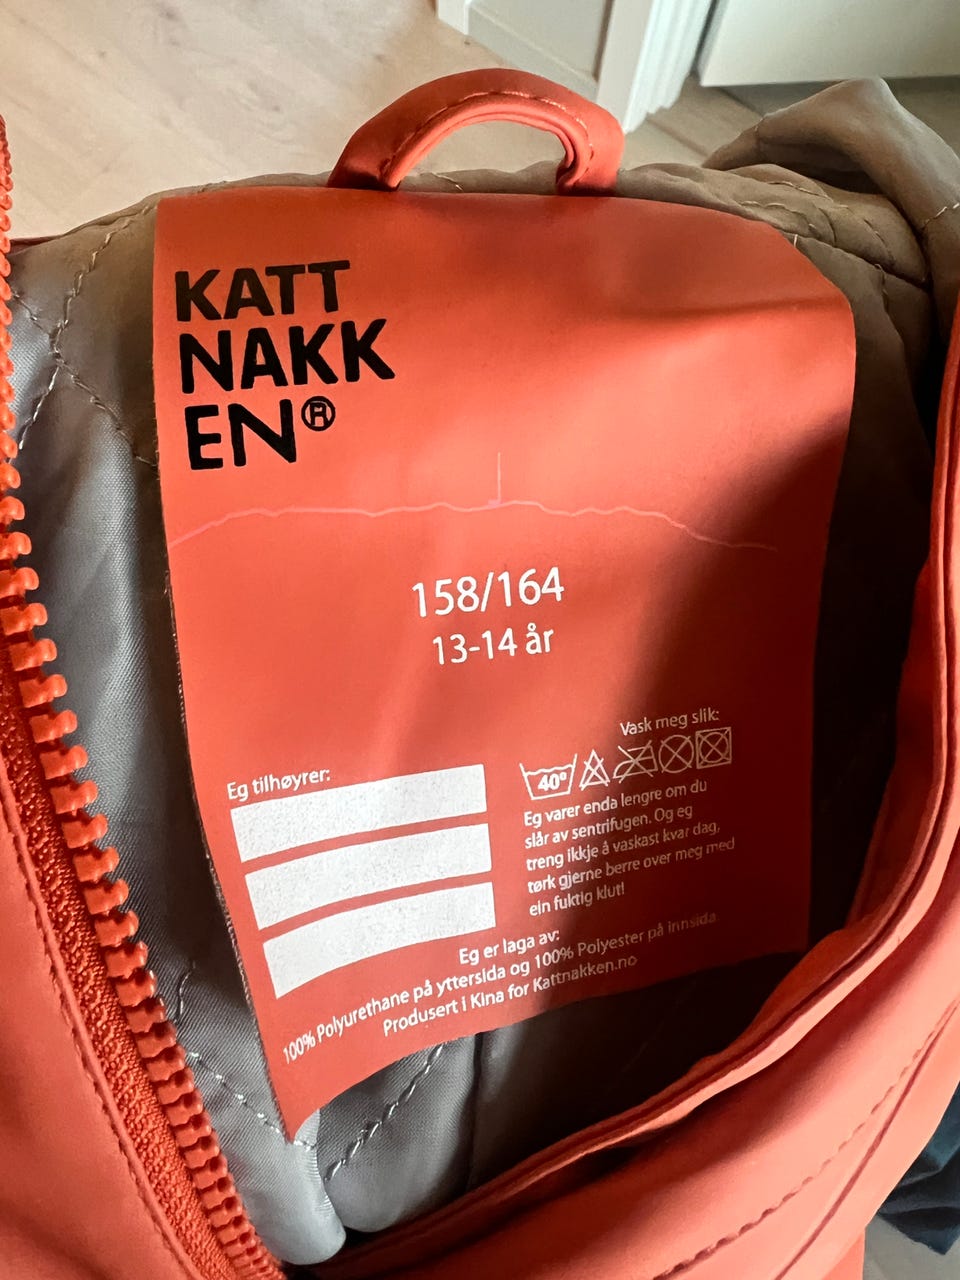 KATT
NAKK
EN®
158/164
13-14 år
Vask meg slik:
40°
Eg tilhøyrer:
Eg varer enda lengre om du
slår av sentrifugen. Og eg
treng ikkje å vaskast kvar dag,
tørk gjerne berre over meg med
ein fuktig klut!
Eg er laga av:
100% Polyurethane på yttersida og 100% Polyester på innsida
Produsert i Kina for Kattnakken.no